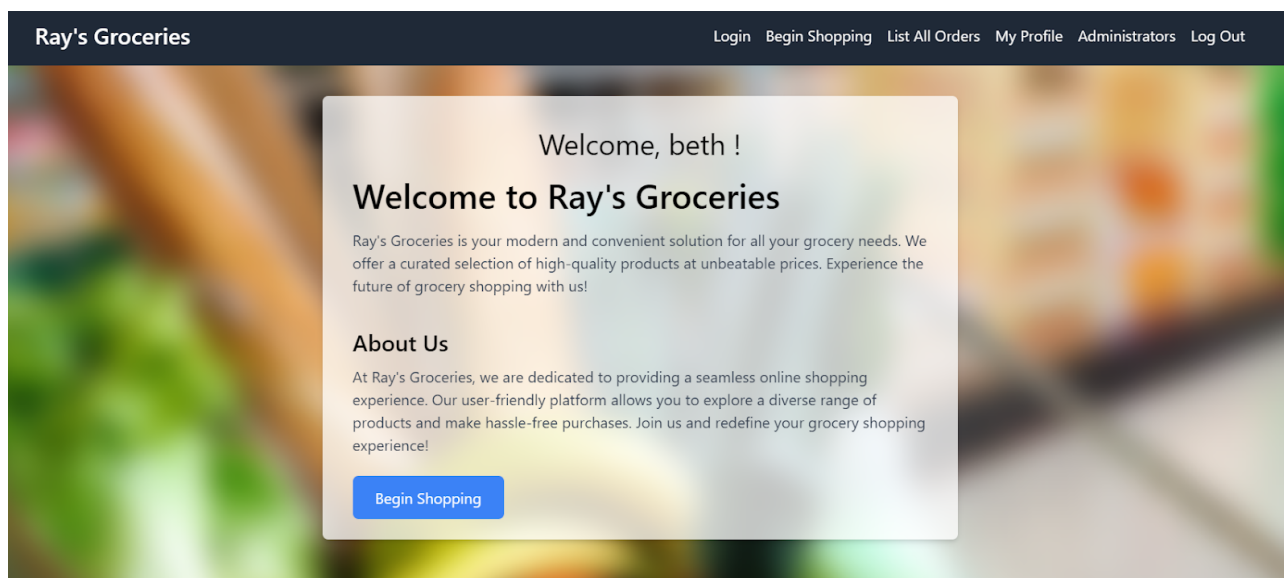 Ray's Groceries
Login Begin Shopping List All Orders My Profile Administrators Log Out
Welcome, beth !
Welcome to Ray's Groceries
Ray's Groceries is your modern and convenient solution for all your grocery needs. We
offer a curated selection of high-quality products at unbeatable prices. Experience the
future of grocery shopping with us!
About Us
At Ray's Groceries, we are dedicated to providing a seamless online shopping
experience. Our user-friendly platform allows you to explore a diverse range of
products and make hassle-free purchases. Join us and redefine your grocery shopping
experience!
Begin Shopping